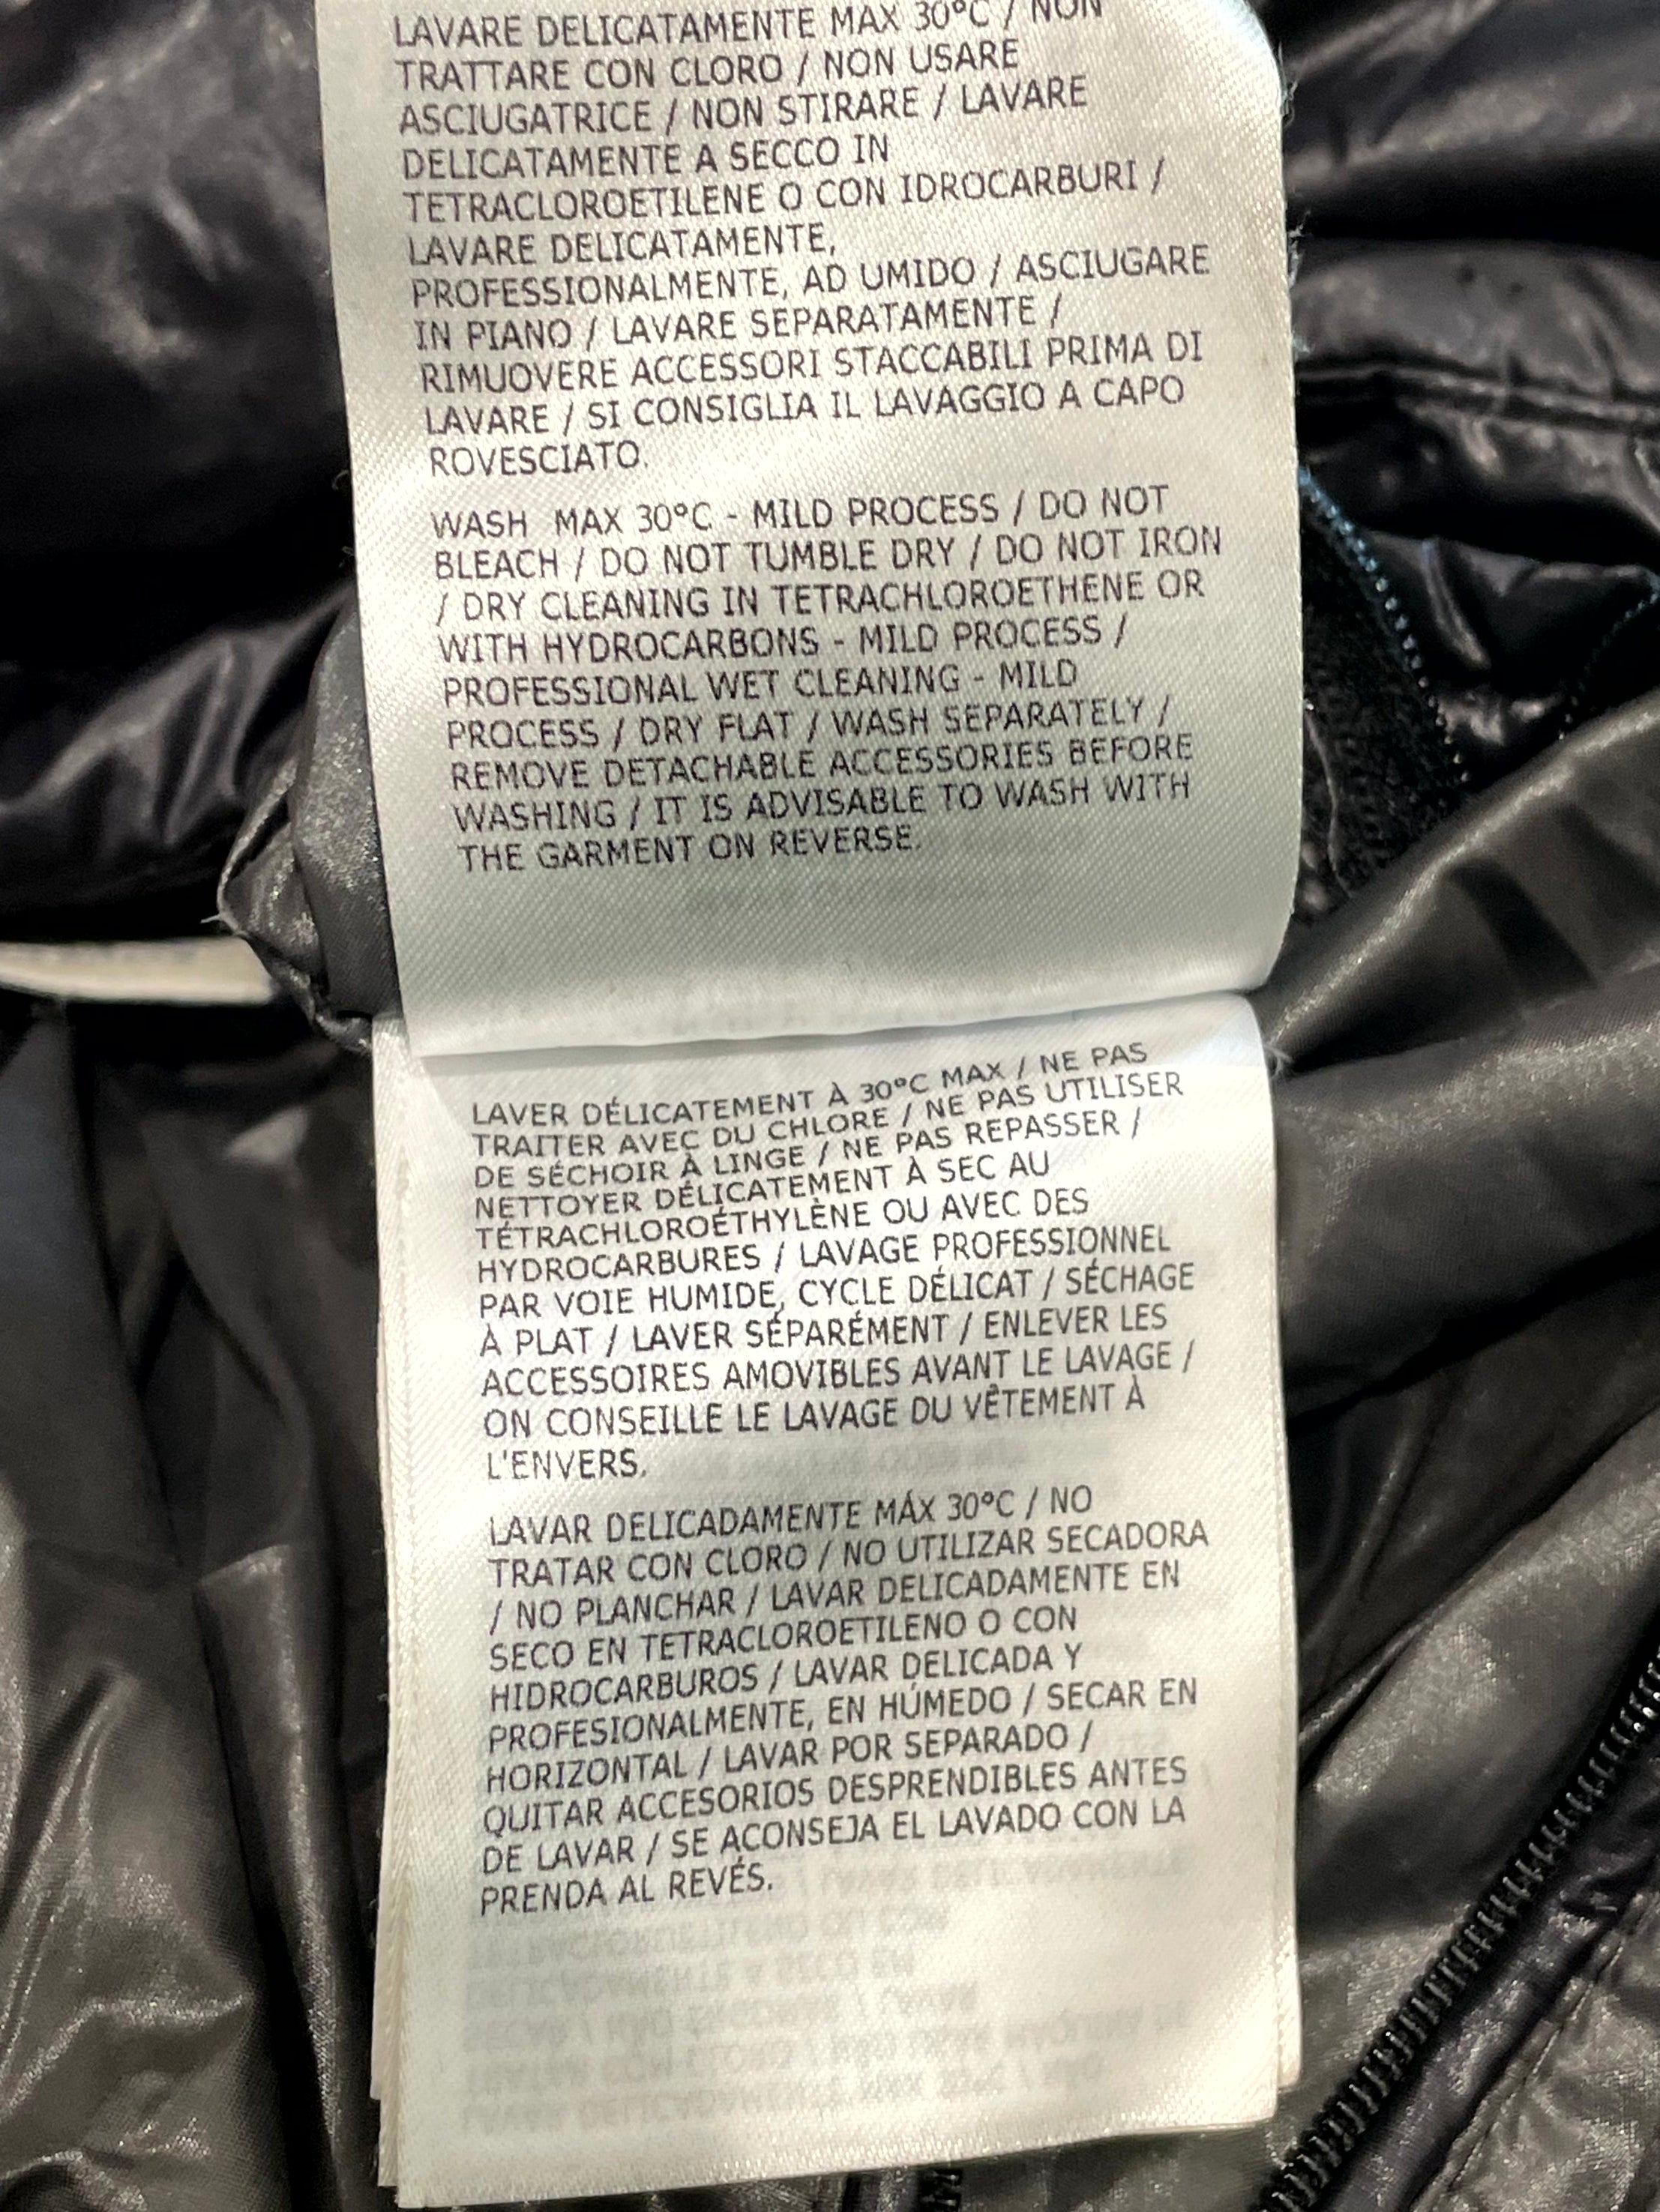 LAVARE DELICATAMENTE MAX 30°C / NON
TRATTARE CON CLORO / NON USARE
ASCIUGATRICE / NON STIRARE / LAVARE
DELICATAMENTE A SECCO IN
TETRACLOROETILENE O CON IDROCARBURI /
LAVARE DELICATAMENTE,
PROFESSIONALMENTE, AD UMIDO / ASCIUGARE
IN PIANO / LAVARE SEPARATAMENTE /
RIMUOVERE ACCESSORI STACCABILI PRIMA DI
LAVARE / SI CONSIGLIA IL LAVAGGIO A CAPO
ROVESCIATO.
WASH MAX 30°C - MILD PROCESS / DO NOT
BLEACH / DO NOT TUMBLE DRY / DO NOT IRON
/ DRY CLEANING IN TETRACHLOROETHENE OR
WITH HYDROCARBONS - MILD PROCESS /
PROFESSIONAL WET CLEANING - MILD
PROCESS / DRY FLAT / WASH SEPARATELY /
REMOVE DETACHABLE ACCESSORIES BEFORE
WASHING / IT IS ADVISABLE TO WASH WITH
THE GARMENT ON REVERSE.
LAVER DÉLICATEMENT À 30°C MAX / NE PAS
TRAITER AVEC DU CHLORE / NE PAS UTILISER
DE SÉCHOIR À LINGE / NE PAS REPASSER /
NETTOYER DÉLICATEMENT À SEC AU
TÉTRACHLOROÉTHYLÈNE OU AVEC DES
HYDROCARBURES / LAVAGE PROFESSIONNEL
PAR VOIE HUMIDE, CYCLE DÉLICAT / SÉCHAGE
À PLAT / LAVER SÉPARÉMENT / ENLEVER LES
ACCESSOIRES AMOVIBLES AVANT LE LAVAGE /
ON CONSEILLE LE LAVAGE DU VÊTEMENT À
L'ENVERS.
LAVAR DELICADAMENTE MÁX 30°C / NO
TRATAR CON CLORO / NO UTILIZAR SECADORA
/ NO PLANCHAR / LAVAR DELICADAMENTE EN
SECO EN TETRACLOROETILENO O CON
HIDROCARBUROS / LAVAR DELICADA Y
PROFESIONALMENTE, EN HÚMEDO / SECAR EN
HORIZONTAL / LAVAR POR SEPARADO /
QUITAR ACCESORIOS DESPRENDIBLES ANTES
DE LAVAR / SE ACONSEJA EL LAVADO CON LA
PRENDA AL REVÉS.